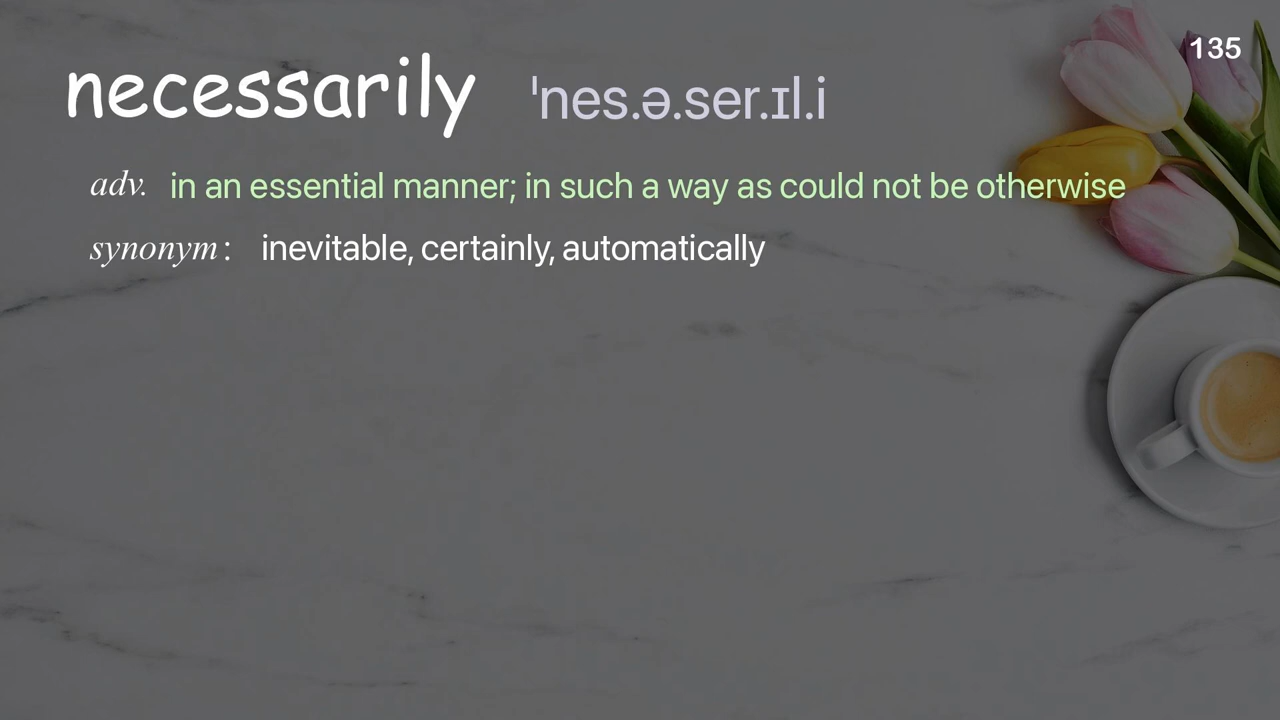 135
necessarily ˈnes.ə.ser.ɪl.i
adv. in an essential manner; in such a way as could not be otherwise
synonym: inevitable, certainly, automatically